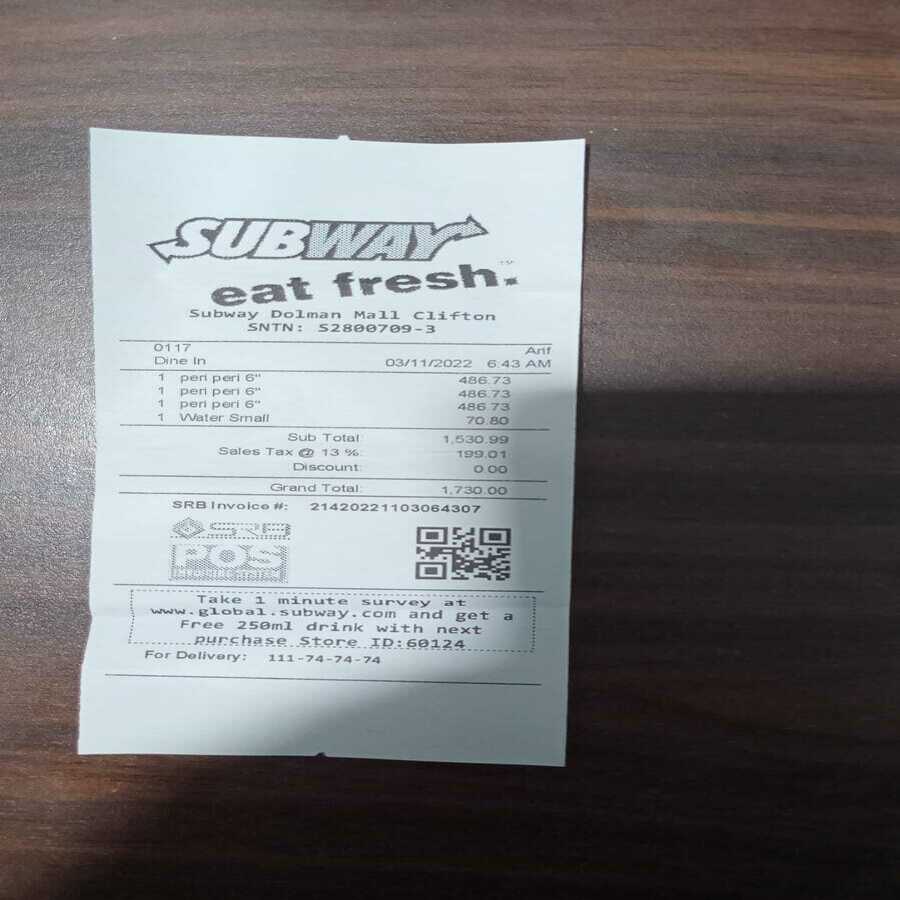 SUBWAY
eat fresh.
Subway Dolman Mall Clifton
SNTN: S2800709-3
0117 Arif
Dine In 03/11/2022 6:43 AM
1 peri peri 6" 486.73
1 peri peri 6" 486.73
1 peri peri 6" 486.73
1 Water Small 70.80
Sub Total: 1,530.99
Sales Tax @ 13 %: 199.01
Discount: 0.00
Grand Total: 1,730.00
SRB Invoice #: 21420221103064307
SRB
POS
Take 1 minute survey at
www.global.subway.com and get a
Free 250ml drink with next
purchase Store ID:60124
For Delivery: 111-74-74-74